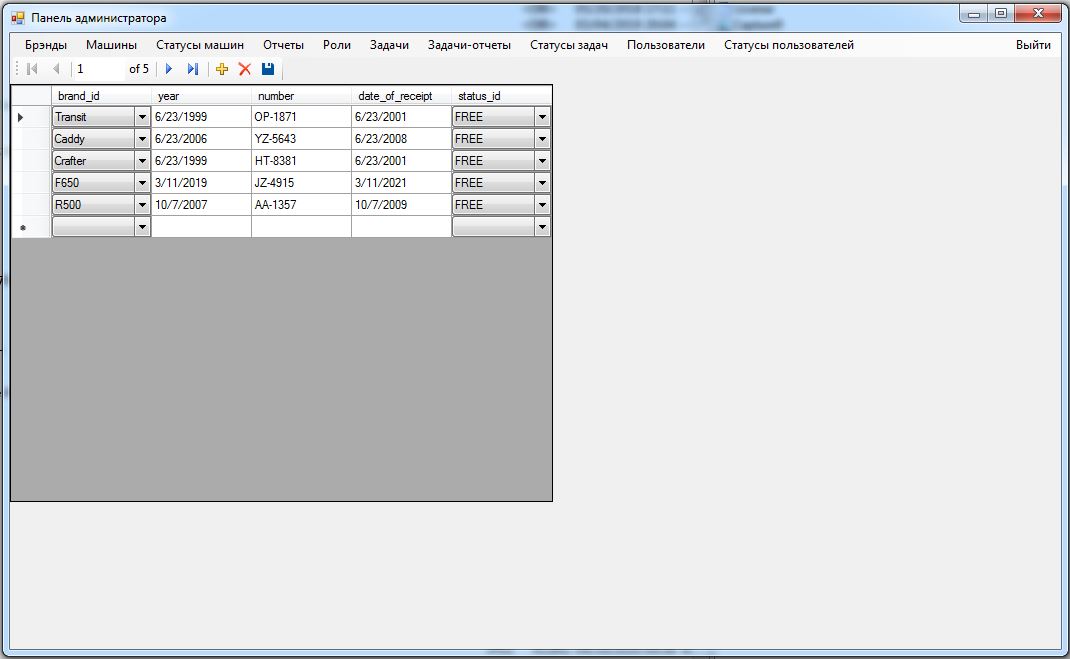 Панель администратора
Брэнды Машины Статусы машин Отчеты Роли Задачи Задачи-отчеты Статусы задач Пользователи Статусы пользователей Выйти
1 of 5
brand_id year number date_of_receipt status_id
Transit 6/23/1999 OP-1871 6/23/2001 FREE
Caddy 6/23/2006 YZ-5643 6/23/2008 FREE
Crafter 6/23/1999 HT-8381 6/23/2001 FREE
F650 3/11/2019 JZ-4915 3/11/2021 FREE
R500 10/7/2007 AA-1357 10/7/2009 FREE